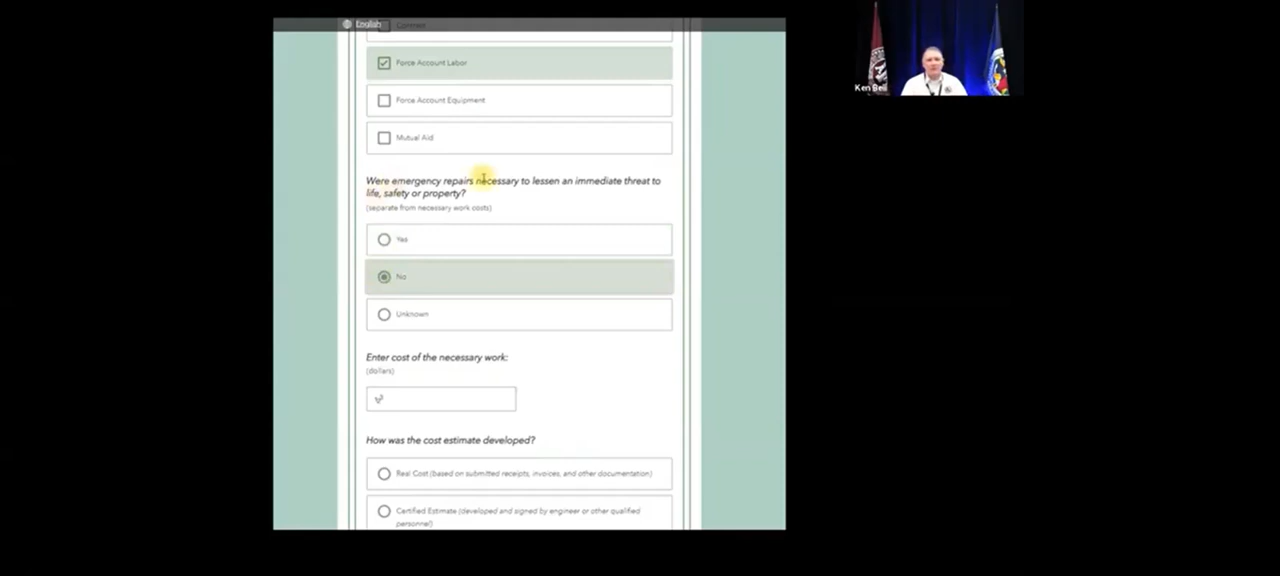 English
Contract
Force Account Labor
Force Account Equipment
Mutual Aid
Were emergency repairs necessary to lessen an immediate threat to
life, safety or property?
(separate from necessary work costs)
Yes
No
Unknown
Enter cost of the necessary work:
(dollars)
How was the cost estimate developed?
Real Cost (based on submitted receipts, invoices, and other documentation)
Certified Estimate (developed and signed by engineer or other qualified
personnel)
Ken Bell